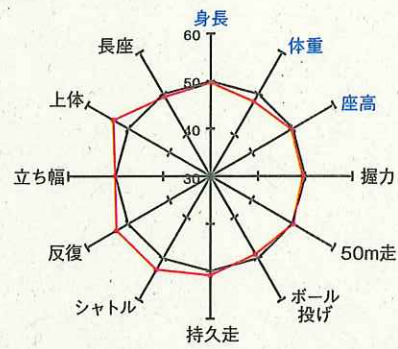 身長
60
長座
体重
50
上体
座高
40
立ち幅
30
握力
反復
50m走
シャトル
ボール
投げ
持久走